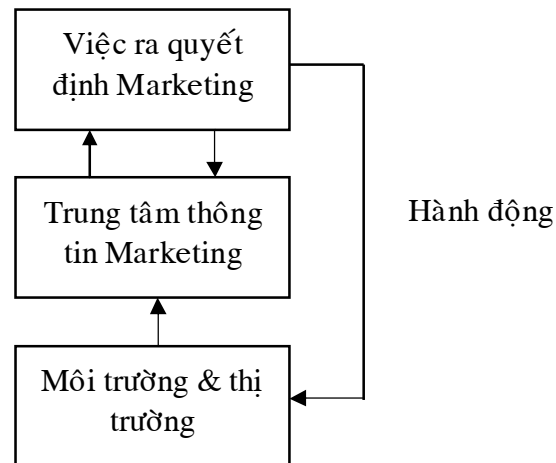 Việc ra quyết
định Marketing
Trung tâm thông
tin Marketing
Hành động
Môi trường & thị
trường